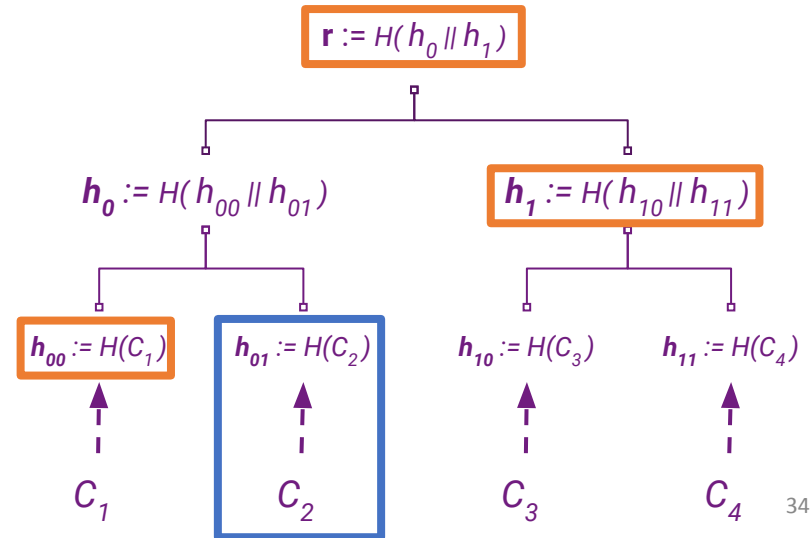 r := H( h₀ || h₁ )
h₀ := H( h₀₀ || h₀₁ )
h₁ := H( h₁₀ || h₁₁ )
h₀₀ := H(C₁)
h₀₁ := H(C₂)
h₁₀ := H(C₃)
h₁₁ := H(C₄)
C₁
C₂
C₃
C₄
34